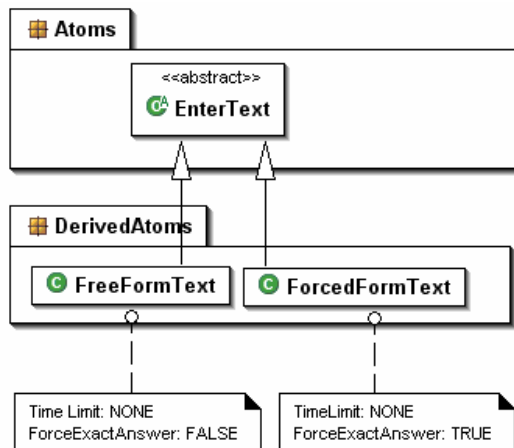 Atoms
<<abstract>>
EnterText
DerivedAtoms
FreeFormText
ForcedFormText
Time Limit: NONE
ForceExactAnswer: FALSE
TimeLimit: NONE
ForceExactAnswer: TRUE